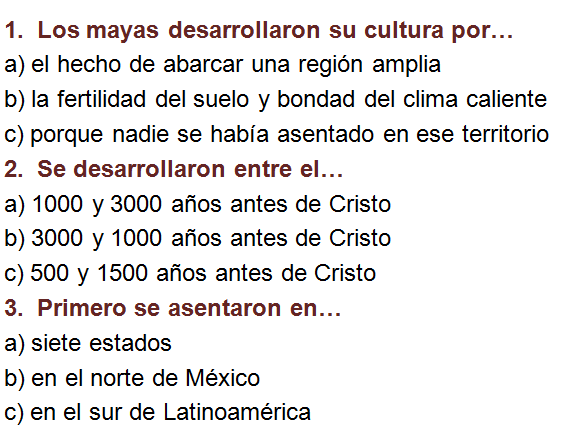 1. Los mayas desarrollaron su cultura por…
a) el hecho de abarcar una región amplia
b) la fertilidad del suelo y bondad del clima caliente
c) porque nadie se había asentado en ese territorio
2. Se desarrollaron entre el…
a) 1000 y 3000 años antes de Cristo
b) 3000 y 1000 años antes de Cristo
c) 500 y 1500 años antes de Cristo
3. Primero se asentaron en…
a) siete estados
b) en el norte de México
c) en el sur de Latinoamérica